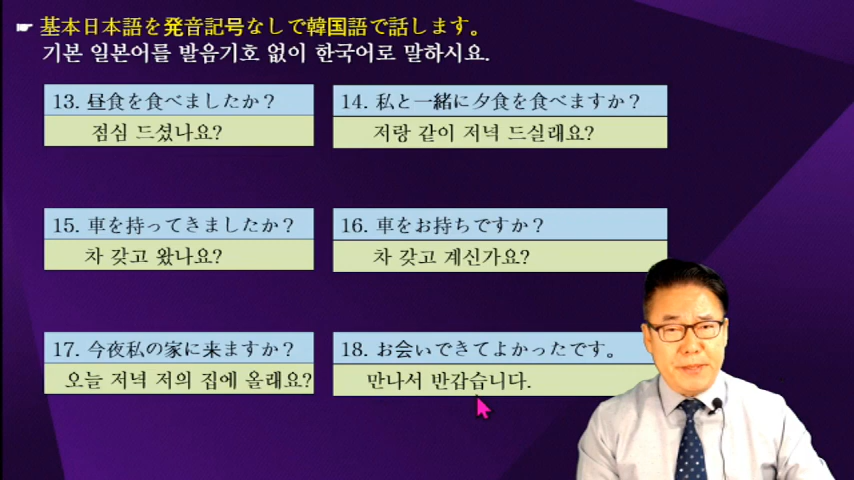 ☛ 基本日本語を発音記号なしで韓国語で話します。
기본 일본어를 발음기호 없이 한국어로 말하시요.
13. 昼食を食べましたか？
점심 드셨나요?
14. 私と一緒に夕食を食べますか？
저랑 같이 저녁 드실래요?
15. 車を持ってきましたか？
차 갖고 왔나요?
16. 車をお持ちですか？
차 갖고 계신가요?
17. 今夜私の家に来ますか？
오늘 저녁 저의 집에 올래요?
18. お会いできてよかったです。
만나서 반갑습니다.